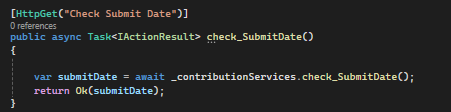 [HttpGet("Check Submit Date")]
0 references
public async Task<IActionResult> check_SubmitDate()
{
var submitDate = await _contributionServices.check_SubmitDate();
return Ok(submitDate);
}